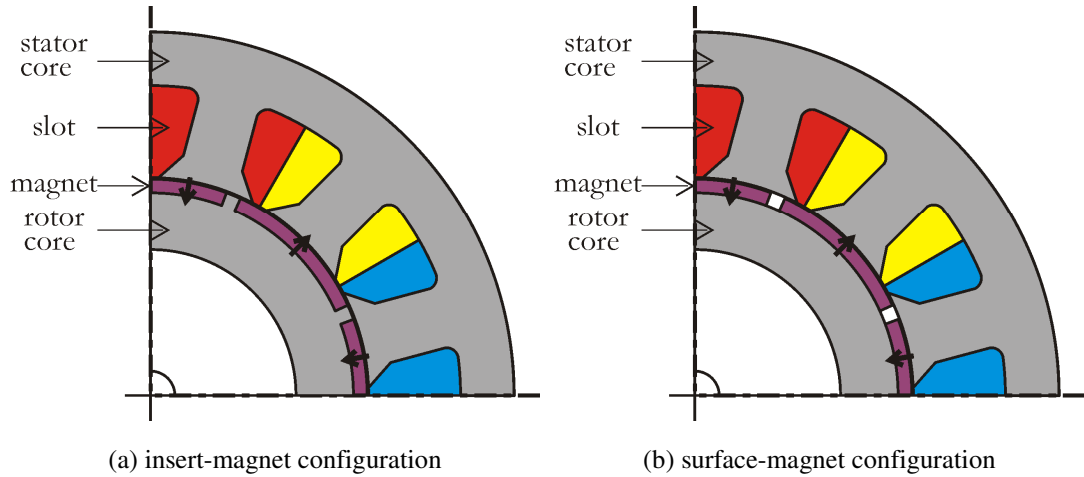 stator
core
slot
magnet
rotor
core
(a) insert-magnet configuration
stator
core
slot
magnet
rotor
core
(b) surface-magnet configuration